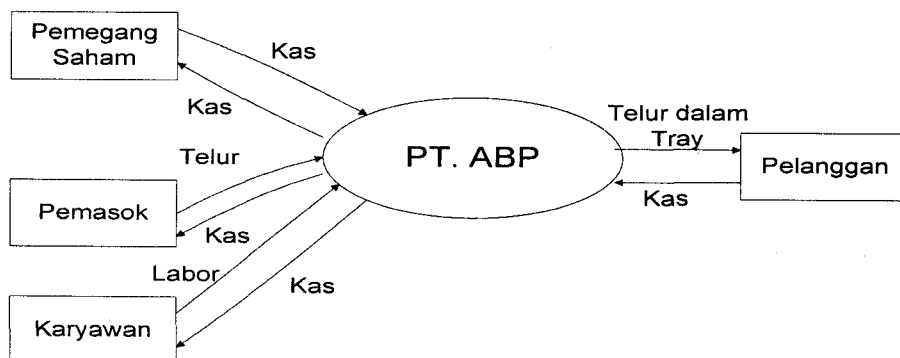 Pemegang
Saham
Kas
Kas
Telur
Pemasok
Kas
Labor
Kas
Karyawan
PT. ABP
Telur dalam
Tray
Kas
Pelanggan